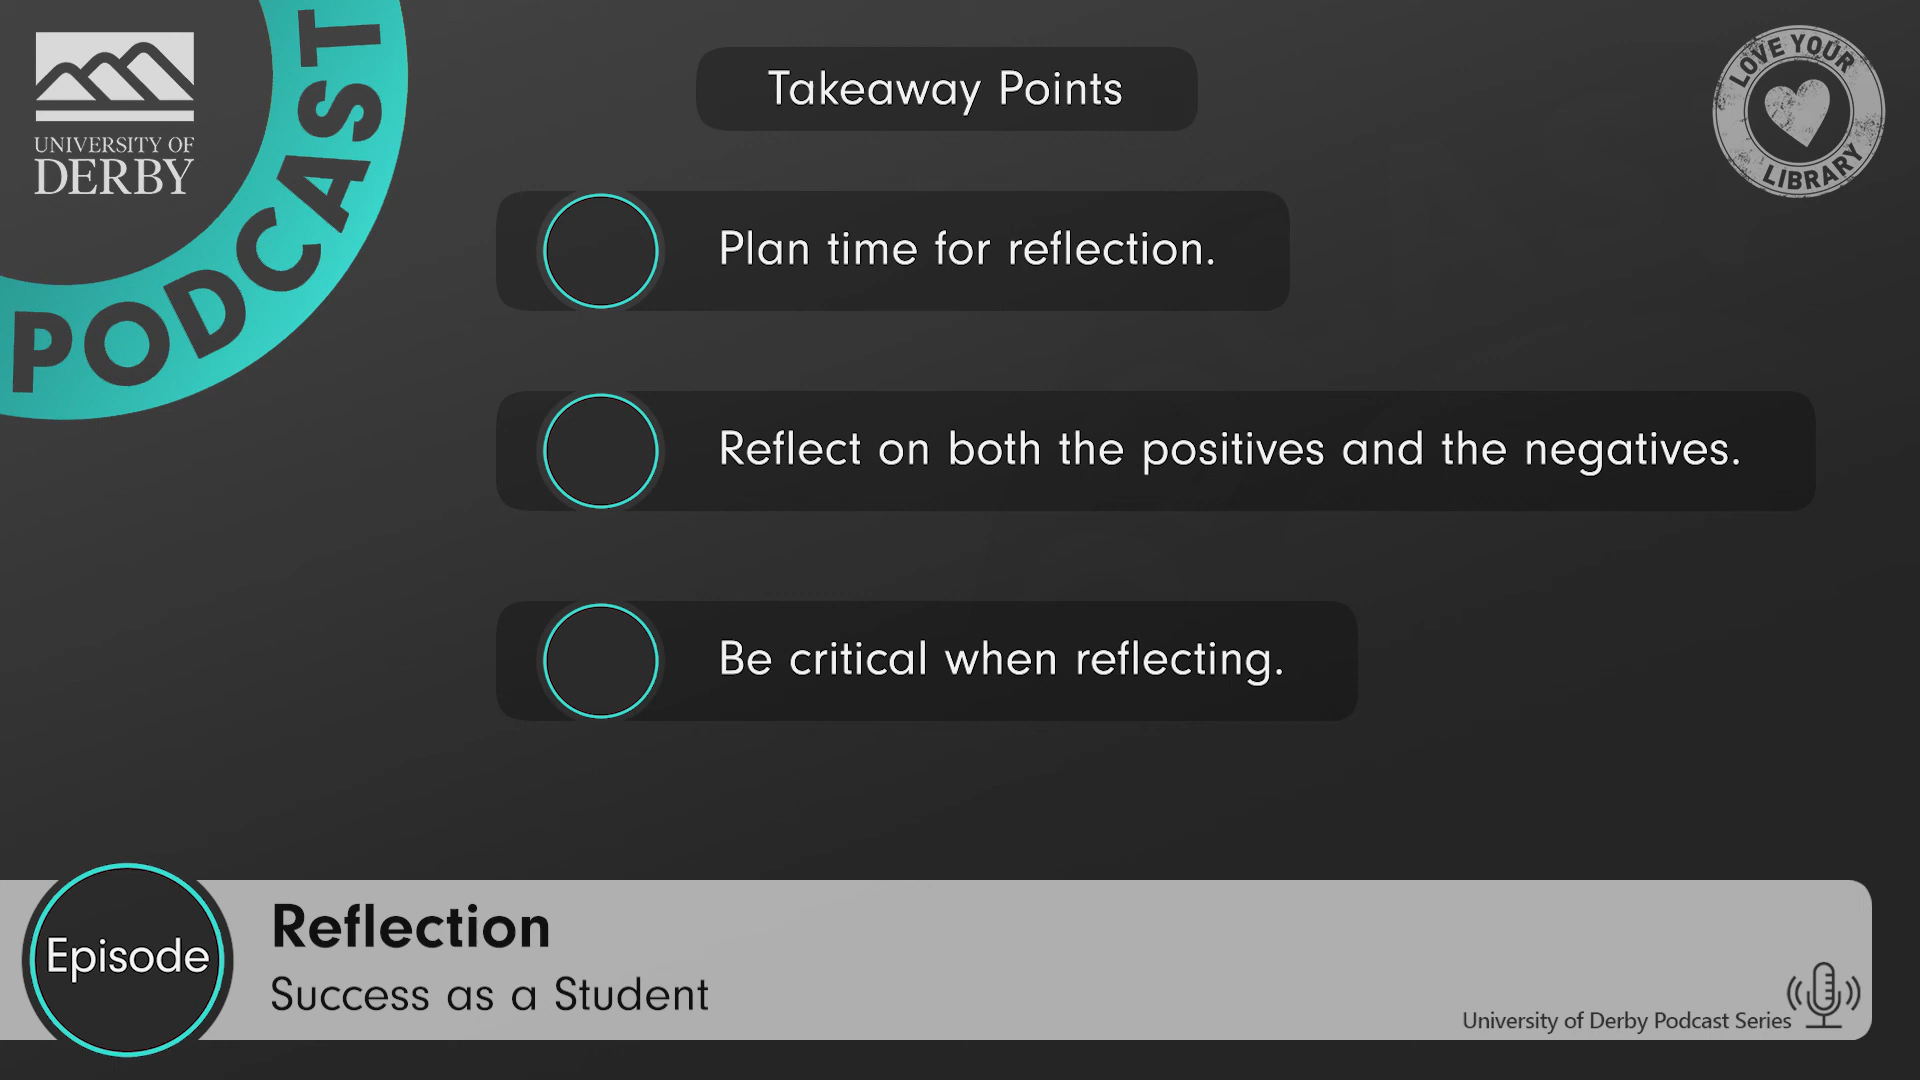 UNIVERSITY OF
DERBY
PODCAST
Takeaway Points
LOVE YOUR
LIBRARY
Plan time for reflection.
Reflect on both the positives and the negatives.
Be critical when reflecting.
Episode
Reflection
Success as a Student
University of Derby Podcast Series